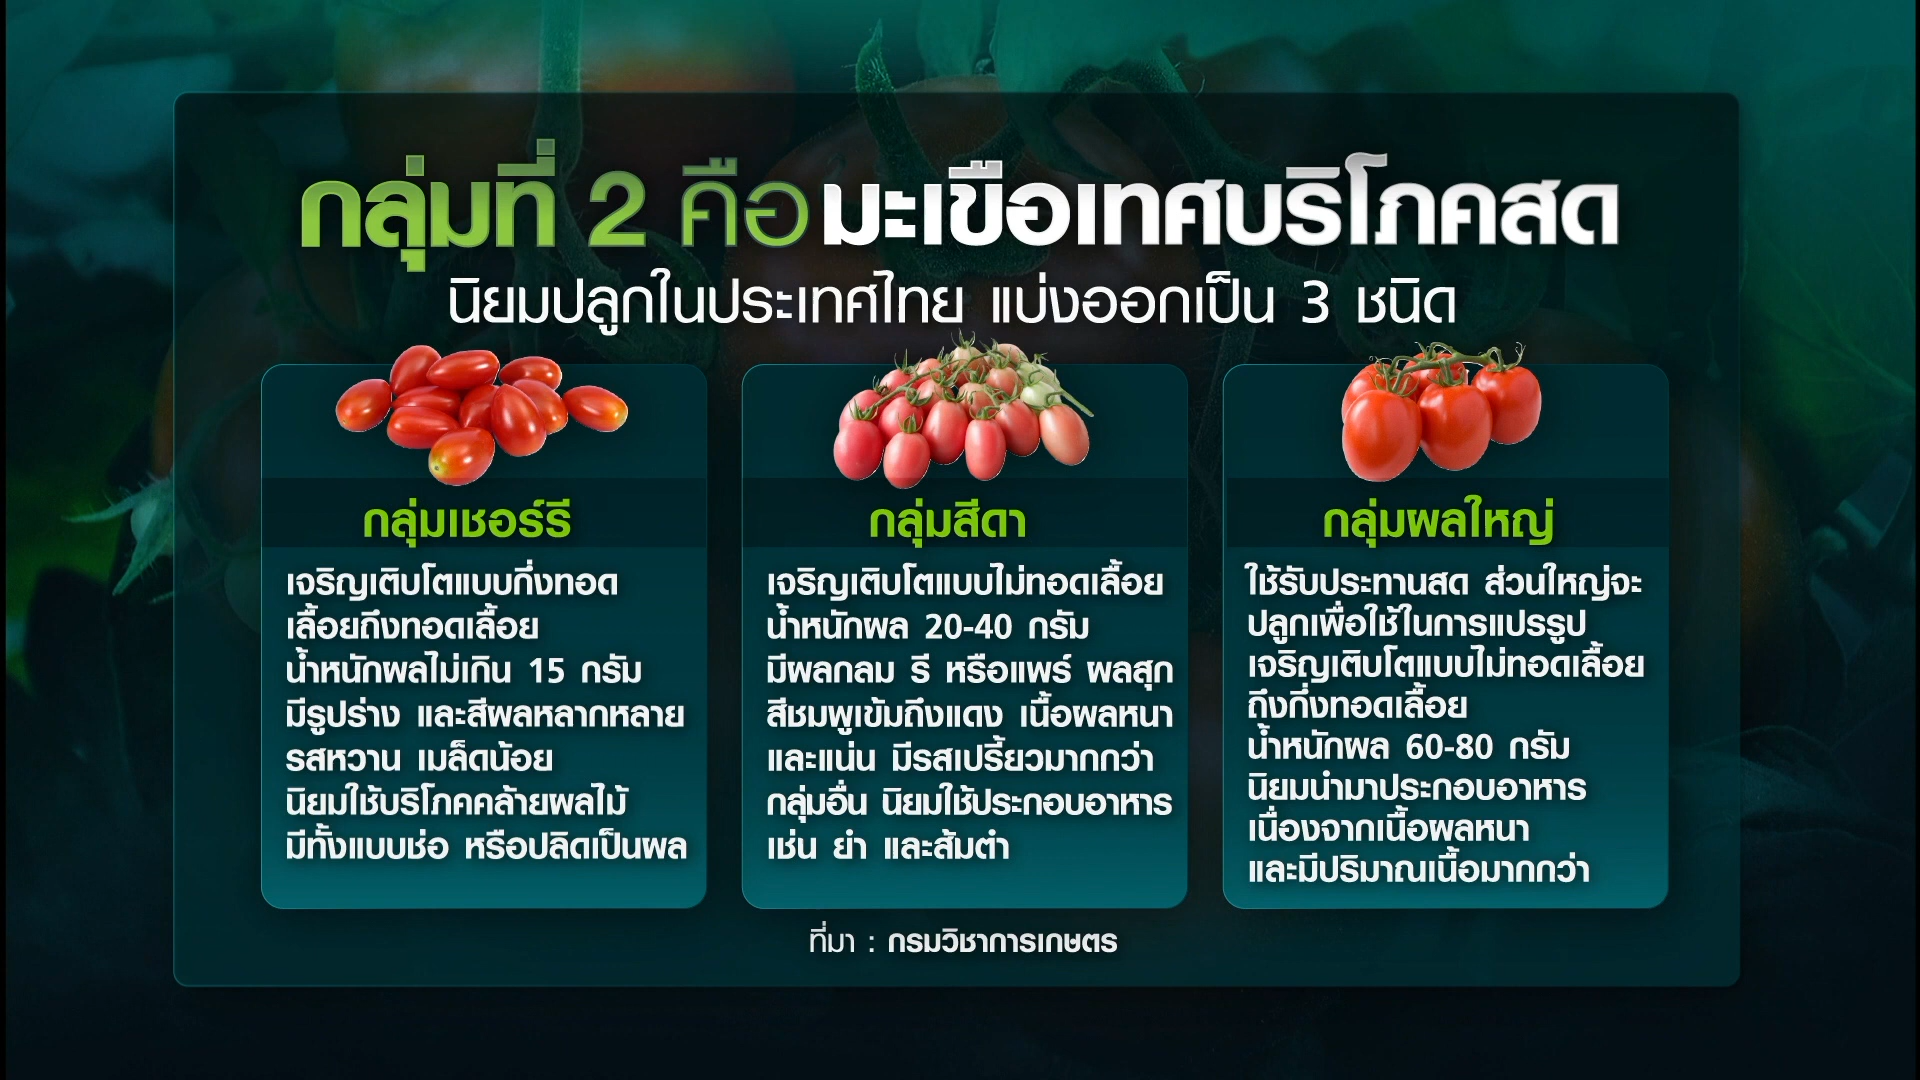 กลุ่มที่ 2 คือ มะเขือเทศบริโภคสด
นิยมปลูกในประเทศไทย แบ่งออกเป็น 3 ชนิด
กลุ่มเชอร์รี
เจริญเติบโตแบบกึ่งทอด
เลื้อยถึงทอดเลื้อย
น้ำหนักผลไม่เกิน 15 กรัม
มีรูปร่าง และสีผลหลากหลาย
รสหวาน เมล็ดน้อย
นิยมใช้บริโภคคล้ายผลไม้
มีทั้งแบบช่อ หรือปลิดเป็นผล
กลุ่มสีดา
เจริญเติบโตแบบไม่ทอดเลื้อย
น้ำหนักผล 20-40 กรัม
มีผลกลม รี หรือแพร์ ผลสุก
สีชมพูเข้มถึงแดง เนื้อผลหนา
และแน่น มีรสเปรี้ยวมากกว่า
กลุ่มอื่น นิยมใช้ประกอบอาหาร
เช่น ยำ และส้มตำ
กลุ่มผลใหญ่
ใช้รับประทานสด ส่วนใหญ่จะ
ปลูกเพื่อใช้ในการแปรรูป
เจริญเติบโตแบบไม่ทอดเลื้อย
ถึงกึ่งทอดเลื้อย
น้ำหนักผล 60-80 กรัม
นิยมนำมาประกอบอาหาร
เนื่องจากเนื้อผลหนา
และมีปริมาณเนื้อมากกว่า
ที่มา : กรมวิชาการเกษตร